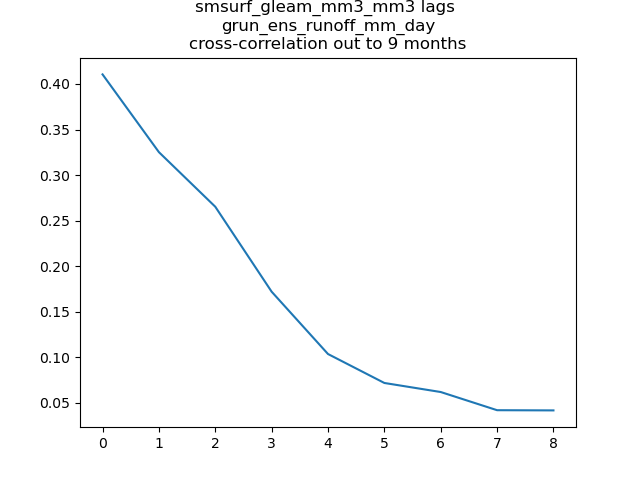 smsurf_gleam_mm3_mm3 lags
grun_ens_runoff_mm_day
cross-correlation out to 9 months
0.40
0.35
0.30
0.25
0.20
0.15
0.10
0.05
0 1 2 3 4 5 6 7 8